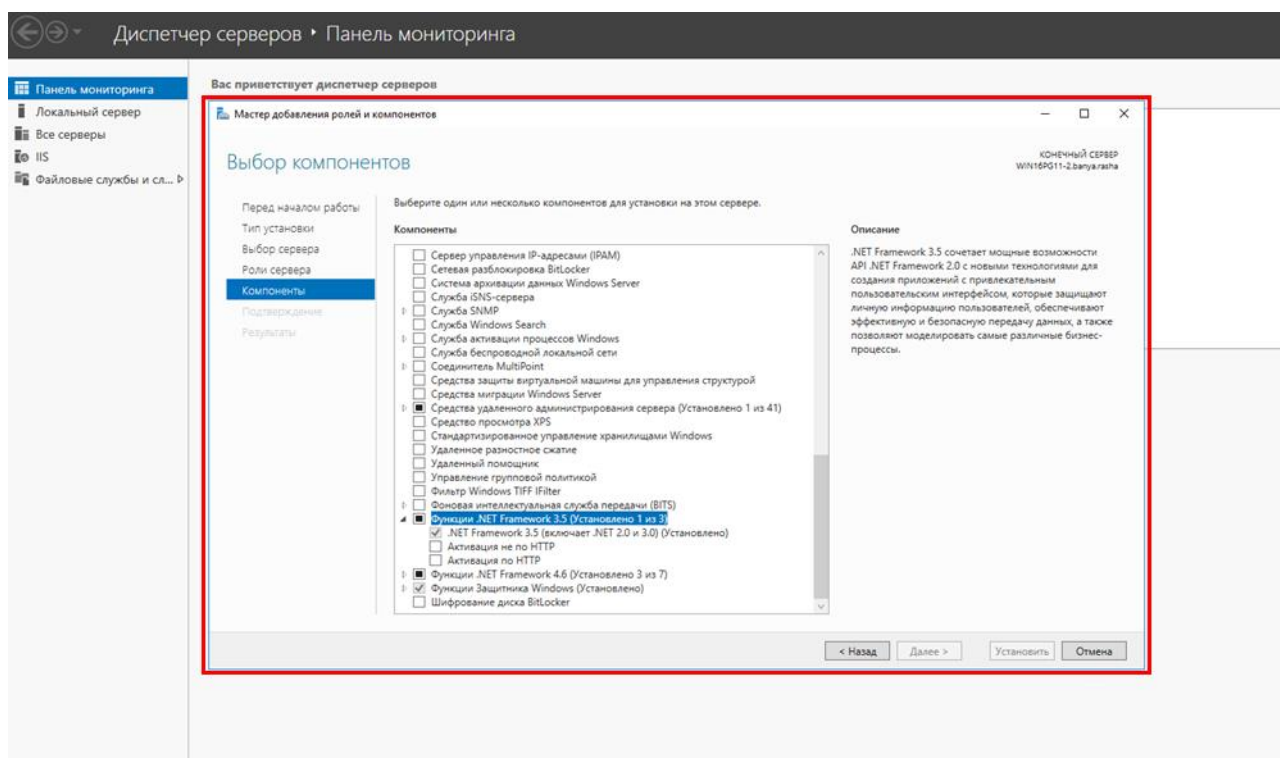 Диспетчер серверов ‣ Панель мониторинга
Панель мониторинга
Локальный сервер
Все серверы
IIS
Файловые службы и сл...
Вас приветствует диспетчер серверов
Мастер добавления ролей и компонентов
Выбор компонентов
КОНЕЧНЫЙ СЕРВЕР
WIN16PG11-2.banya.rasha
Перед началом работы
Тип установки
Выбор сервера
Роли сервера
Компоненты
Подтверждение
Результаты
Выберите один или несколько компонентов для установки на этом сервере.
Компоненты
Сервер управления IP-адресами (IPAM)
Сетевая разблокировка BitLocker
Система архивации данных Windows Server
Служба iSNS-сервера
Служба SNMP
Служба Windows Search
Служба активации процессов Windows
Служба беспроводной локальной сети
Соединитель MultiPoint
Средства защиты виртуальной машины для управления структурой
Средства миграции Windows Server
Средства удаленного администрирования сервера (Установлено 1 из 41)
Средство просмотра XPS
Стандартизированное управление хранилищами Windows
Удаленное разностное сжатие
Удаленный помощник
Управление групповой политикой
Фильтр Windows TIFF IFilter
Фоновая интеллектуальная служба передачи (BITS)
Функции .NET Framework 3.5 (Установлено 1 из 3)
.NET Framework 3.5 (включает .NET 2.0 и 3.0) (Установлено)
Активация не по HTTP
Активация по HTTP
Функции .NET Framework 4.6 (Установлено 3 из 7)
Функции Защитника Windows (Установлено)
Шифрование диска BitLocker
Описание
.NET Framework 3.5 сочетает мощные возможности
API .NET Framework 2.0 с новыми технологиями для
создания приложений с привлекательным
пользовательским интерфейсом, которые защищают
личную информацию пользователей, обеспечивают
эффективную и безопасную передачу данных, а также
позволяют моделировать самые различные бизнес-
процессы.
< Назад
Далее >
Установить
Отмена